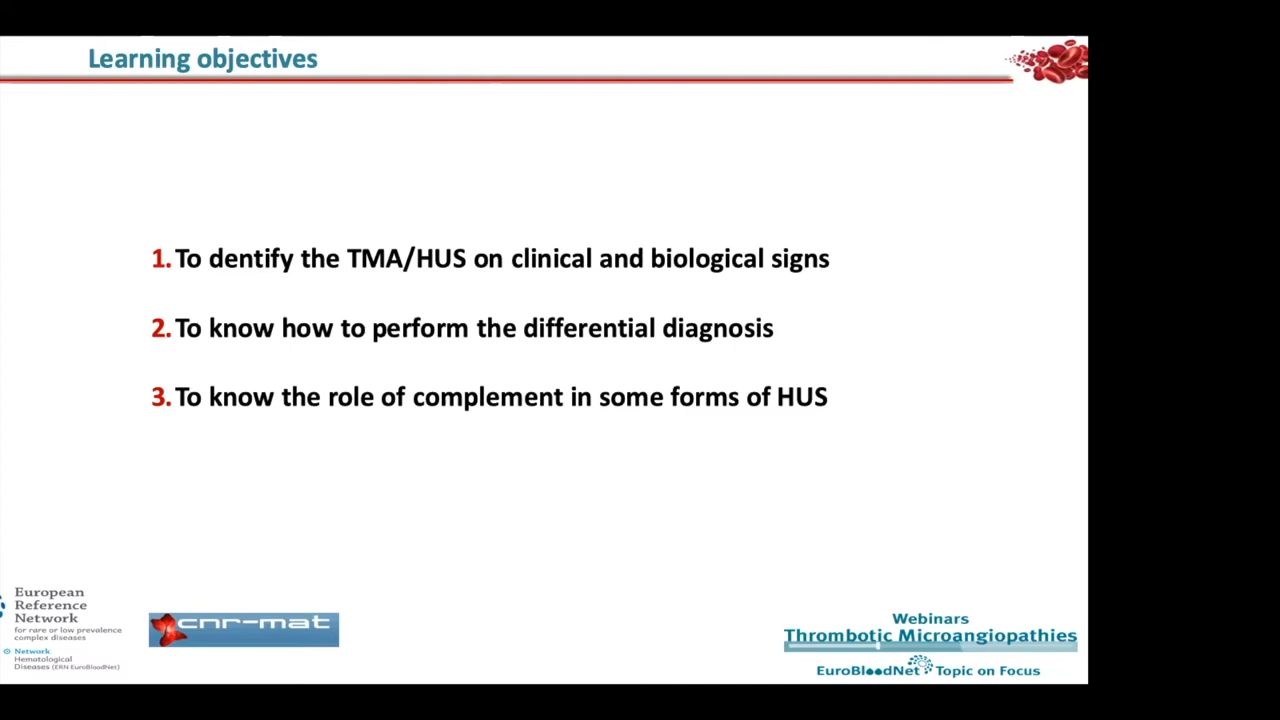 Learning objectives
1. To dentify the TMA/HUS on clinical and biological signs
2. To know how to perform the differential diagnosis
3. To know the role of complement in some forms of HUS
European
Reference
Network
for rare or low prevalence
complex diseases
Network
Hematological
Diseases (ERN EuroBloodNet)
cnr-mat
Webinars
Thrombotic Microangiopathies
EuroBloodNet Topic on Focus